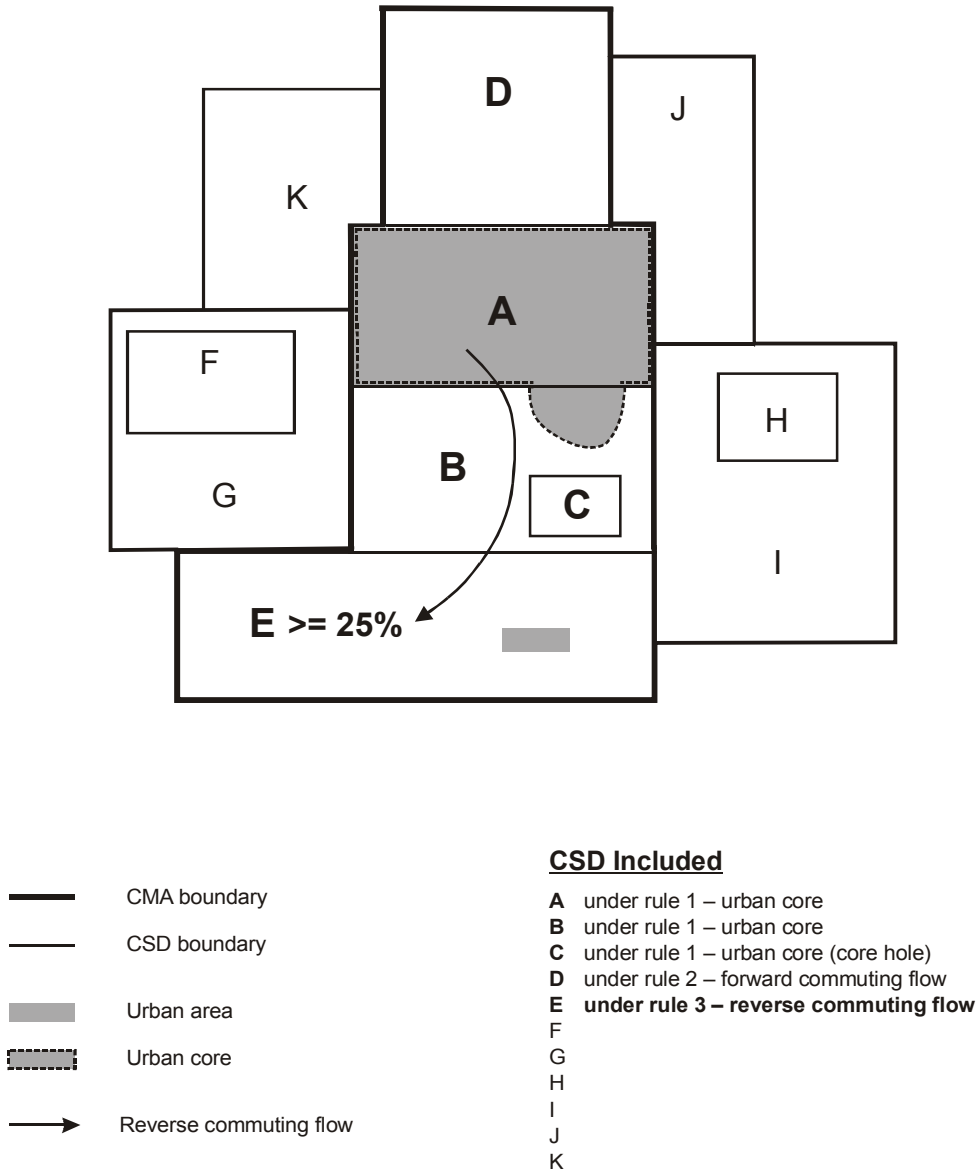 D
J
K
A
F
H
B
C
G
I
E >= 25%
CMA boundary
CSD boundary
Urban area
Urban core
Reverse commuting flow
CSD Included
A under rule 1 – urban core
B under rule 1 – urban core
C under rule 1 – urban core (core hole)
D under rule 2 – forward commuting flow
E under rule 3 – reverse commuting flow
F
G
H
I
J
K